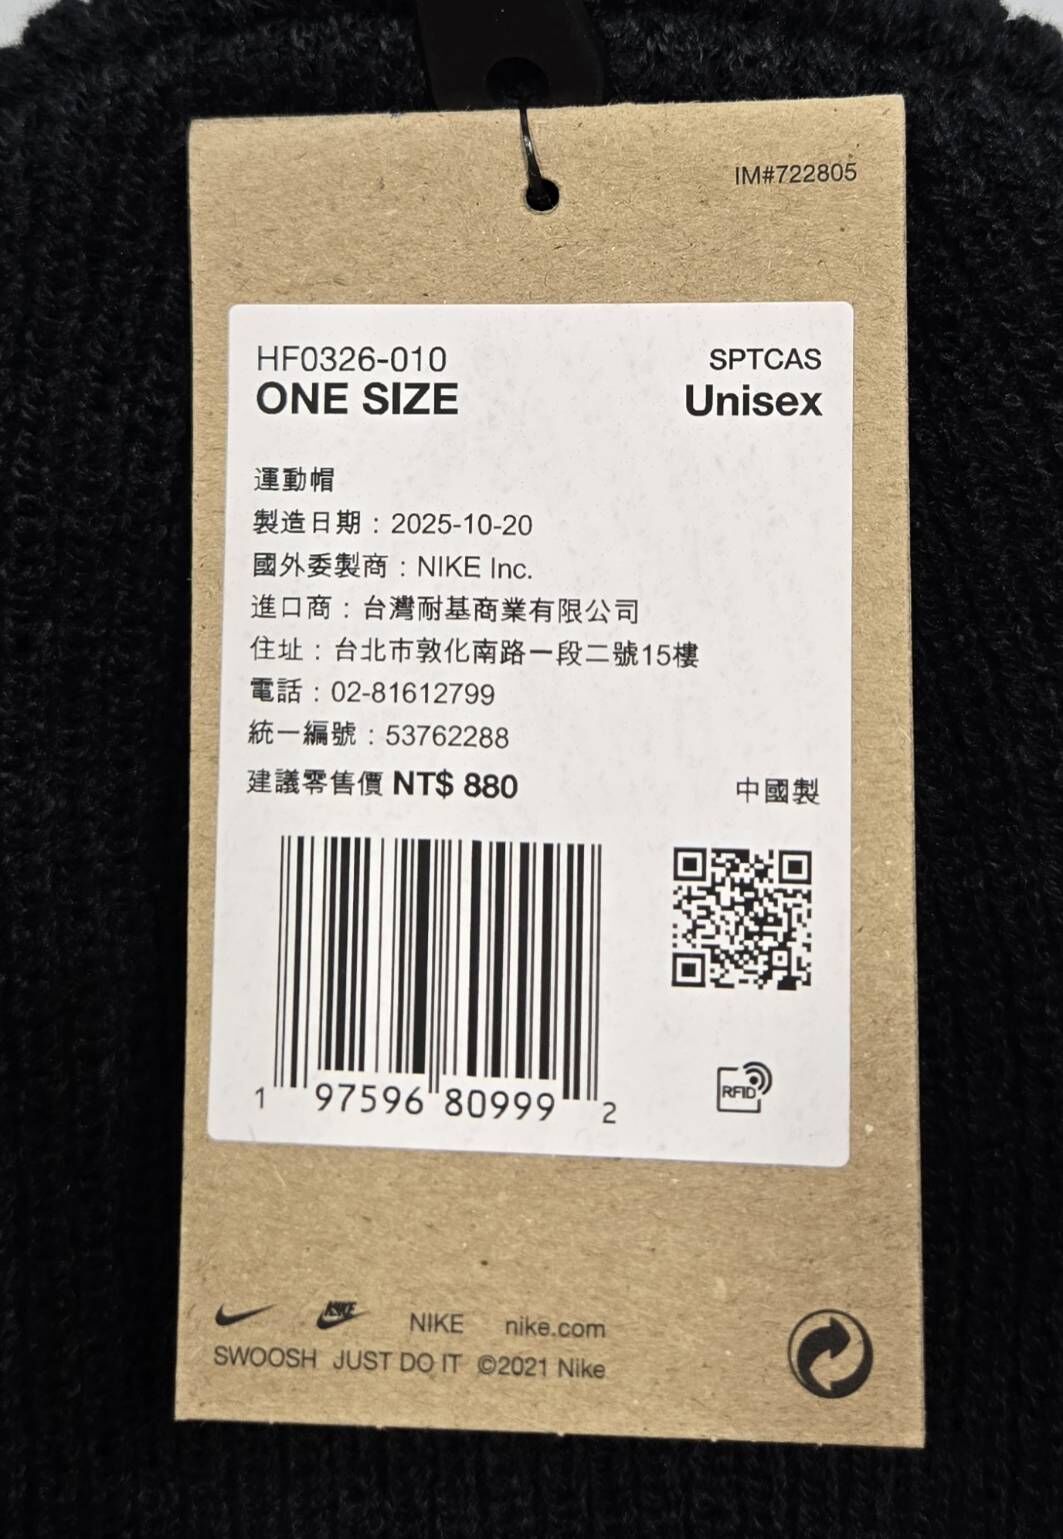 IM#722805
HF0326-010
SPTCAS
ONE SIZE
Unisex
運動帽
製造日期：2025-10-20
國外委製商：NIKE Inc.
進口商：台灣耐基商業有限公司
住址：台北市敦化南路一段二號15樓
電話：02-81612799
統一編號：53762288
建議零售價 NT$ 880
中國製
1 97596 80999 2
RFID
NIKE NIKE nike.com
SWOOSH JUST DO IT ©2021 Nike